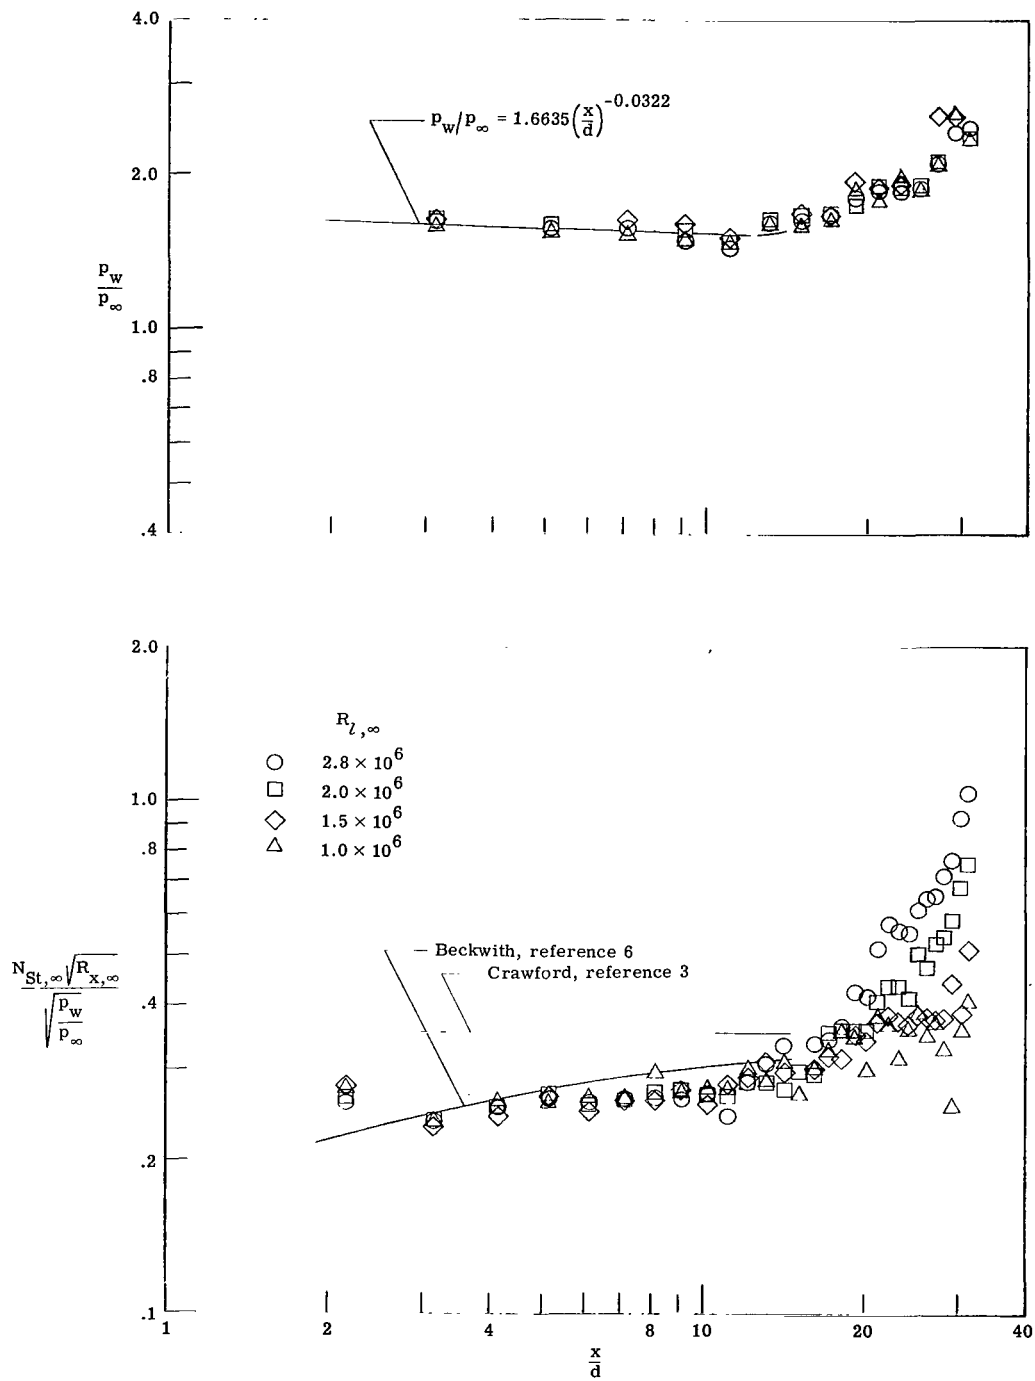 4.0
p_w/p_∞ = 1.6635(x/d)^-0.0322
2.0
p_w/p_∞
1.0
.8
.4
2.0
R_l,∞
2.8 × 10^6
2.0 × 10^6
1.5 × 10^6
1.0 × 10^6
1.0
.8
Beckwith, reference 6
Crawford, reference 3
N_St,∞ √R_x,∞ / √(p_w/p_∞)
.4
.2
.1
1 2 4 8 10 20 40
x/d